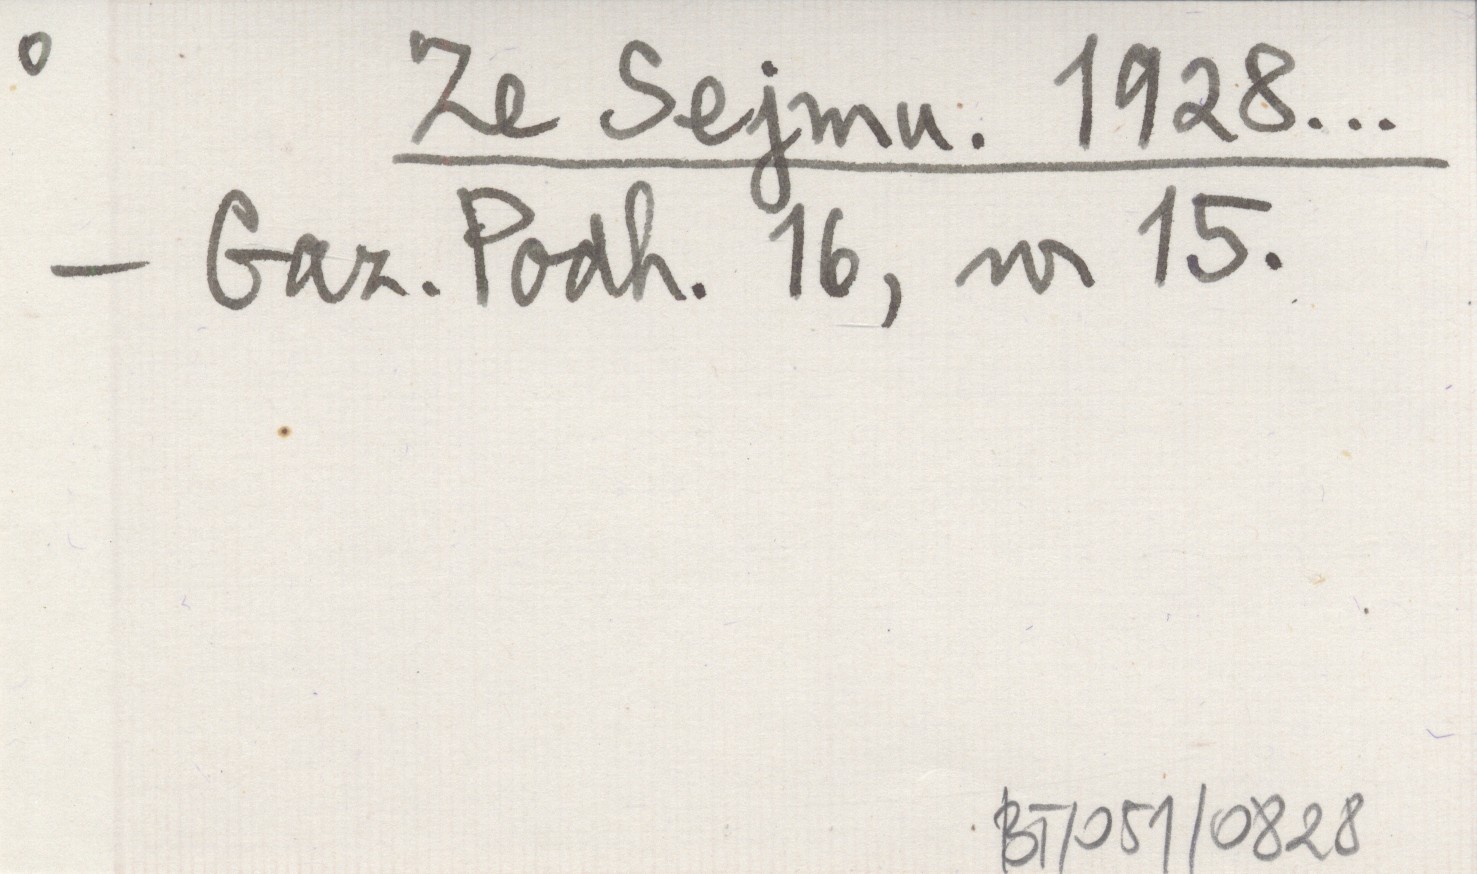 o Ze Sejmu. 1928...
— Gaz. Podh. 16, nr 15.
BT/051/0828